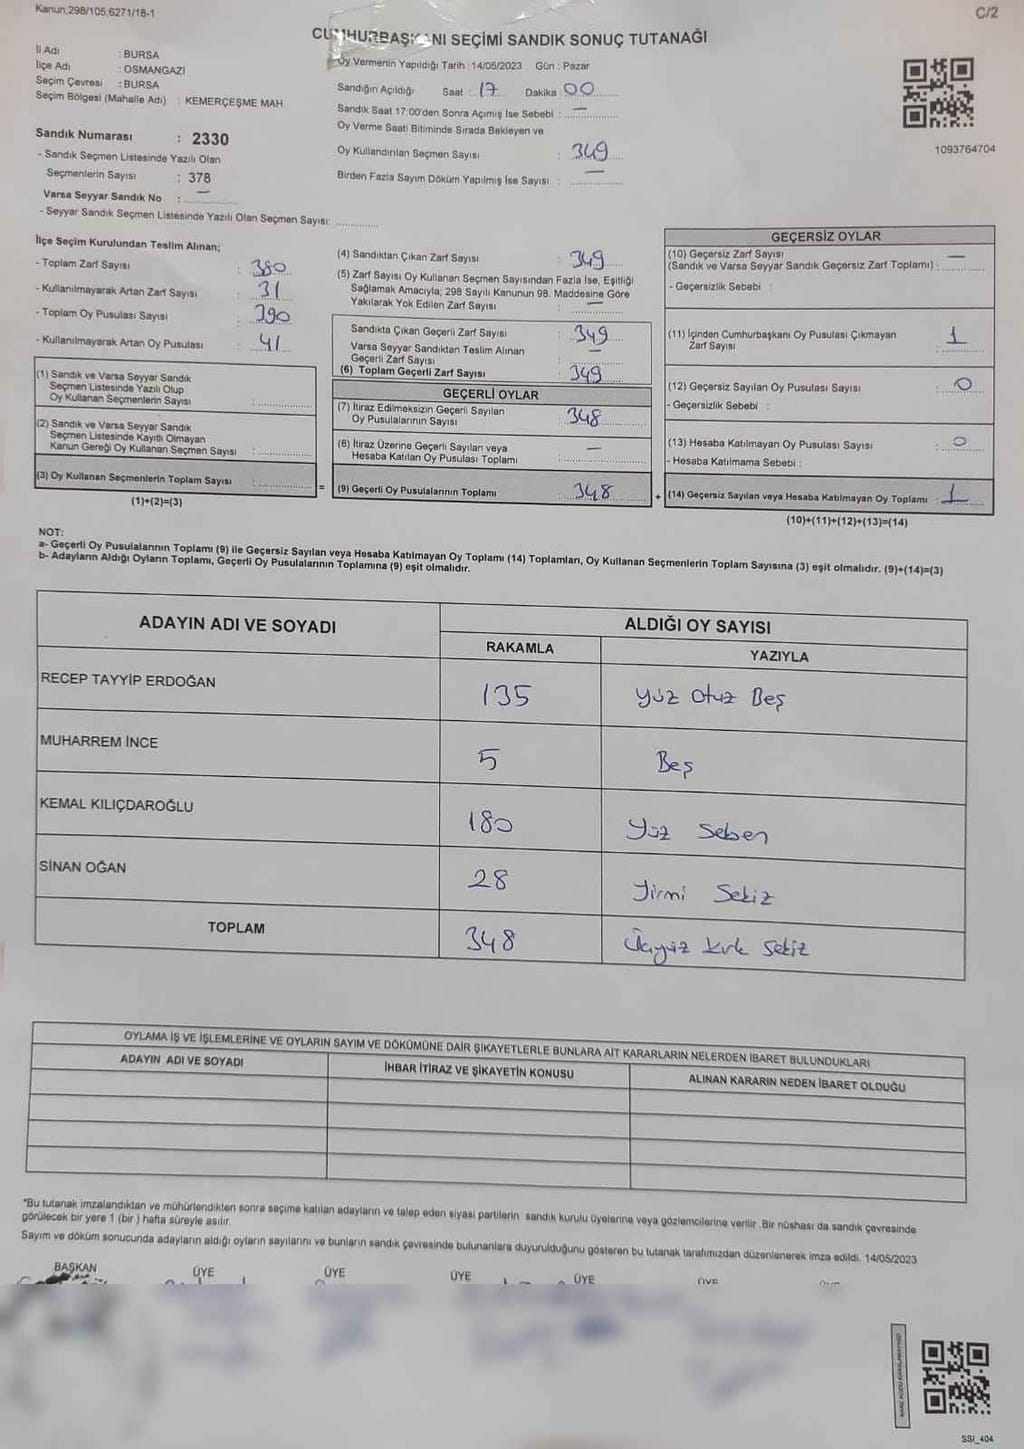 Kanun;298/105,6271/18-1
C/2
CUMHURBAŞKANI SEÇİMİ SANDIK SONUÇ TUTANAĞI
İl Adı : BURSA
İlçe Adı : OSMANGAZİ
Seçim Çevresi : BURSA
Seçim Bölgesi (Mahalle Adı) : KEMERÇEŞME MAH.
Oy Vermenin Yapıldığı Tarih :14/05/2023 Gün : Pazar
Sandığın Açıldığı Saat : 17 Dakika 00
Sandık Saat 17:00'den Sonra Açımış İse Sebebi : —
Oy Verme Saati Bitiminde Sırada Bekleyen ve
Oy Kullandırılan Seçmen Sayısı : 349
Birden Fazla Sayım Döküm Yapılmış İse Sayısı : —
1093764704
Sandık Numarası : 2330
- Sandık Seçmen Listesinde Yazılı Olan
Seçmenlerin Sayısı : 378
Varsa Seyyar Sandık No : —
- Seyyar Sandık Seçmen Listesinde Yazılı Olan Seçmen Sayısı:
İlçe Seçim Kurulundan Teslim Alınan;
- Toplam Zarf Sayısı : 380
- Kullanılmayarak Artan Zarf Sayısı : 31
- Toplam Oy Pusulası Sayısı : 390
- Kullanılmayarak Artan Oy Pusulası : 41
(1) Sandık ve Varsa Seyyar Sandık
Seçmen Listesinde Yazılı Olup
Oy Kullanan Seçmenlerin Sayısı :
(2) Sandık ve Varsa Seyyar Sandık
Seçmen Listesinde Kayıtlı Olmayan
Kanun Gereği Oy Kullanan Seçmen Sayısı :
(3) Oy Kullanan Seçmenlerin Toplam Sayısı :
(1)+(2)=(3)
(4) Sandıktan Çıkan Zarf Sayısı : 349
(5) Zarf Sayısı Oy Kullanan Seçmen Sayısından Fazla İse, Eşitliği
Sağlamak Amacıyla, 298 Sayılı Kanunun 98. Maddesine Göre
Yakılarak Yok Edilen Zarf Sayısı : —
Sandıkta Çıkan Geçerli Zarf Sayısı : 349
Varsa Seyyar Sandıktan Teslim Alınan
Geçerli Zarf Sayısı : —
(6) Toplam Geçerli Zarf Sayısı : 349
GEÇERLİ OYLAR
(7) İtiraz Edilmeksizin Geçerli Sayılan
Oy Pusulalarının Sayısı : 348
(8) İtiraz Üzerine Geçerli Sayılan veya
Hesaba Katılan Oy Pusulası Toplamı : —
= (9) Geçerli Oy Pusulalarının Toplamı : 348
GEÇERSİZ OYLAR
(10) Geçersiz Zarf Sayısı
(Sandık ve Varsa Seyyar Sandık Geçersiz Zarf Toplamı) : —
- Geçersizlik Sebebi :
(11) İçinden Cumhurbaşkanı Oy Pusulası Çıkmayan
Zarf Sayısı : 1
(12) Geçersiz Sayılan Oy Pusulası Sayısı : 0
- Geçersizlik Sebebi :
(13) Hesaba Katılmayan Oy Pusulası Sayısı : 0
- Hesaba Katılmama Sebebi :
+ (14) Geçersiz Sayılan veya Hesaba Katılmayan Oy Toplamı : 1
(10)+(11)+(12)+(13)=(14)
NOT:
a- Geçerli Oy Pusulalarının Toplamı (9) ile Geçersiz Sayılan veya Hesaba Katılmayan Oy Toplamı (14) Toplamları, Oy Kullanan Seçmenlerin Toplam Sayısına (3) eşit olmalıdır. (9)+(14)=(3)
b- Adayların Aldığı Oyların Toplamı, Geçerli Oy Pusulalarının Toplamına (9) eşit olmalıdır.
ADAYIN ADI VE SOYADI
ALDIĞI OY SAYISI
RAKAMLA YAZIYLA
RECEP TAYYİP ERDOĞAN 135 Yüz Otuz Beş
MUHARREM İNCE 5 Beş
KEMAL KILIÇDAROĞLU 180 Yüz Seben
SİNAN OĞAN 28 Yirmi Sekiz
TOPLAM 348 Üçyüz Kırk Sekiz
OYLAMA İŞ VE İŞLEMLERİNE VE OYLARIN SAYIM VE DÖKÜMÜNE DAİR ŞİKAYETLERLE BUNLARA AİT KARARLARIN NELERDEN İBARET BULUNDUKLARI
ADAYIN ADI VE SOYADI İHBAR İTİRAZ VE ŞİKAYETİN KONUSU ALINAN KARARIN NEDEN İBARET OLDUĞU
*Bu tutanak imzalandıktan ve mühürlendikten sonra seçime katılan adayların ve talep eden siyasi partilerin sandık kurulu üyelerine veya gözlemcilerine verilir .Bir nüshası da sandık çevresinde
görülecek bir yere 1 (bir ) hafta süreyle asılır.
Sayım ve döküm sonucunda adayların aldığı oyların sayılarını ve bunların sandık çevresinde bulunanlara duyurulduğunu gösteren bu tutanak tarafımızdan düzenlenerek imza edildi. 14/05/2023
BAŞKAN ÜYE ÜYE ÜYE ÜYE ÜYE
SSI_404